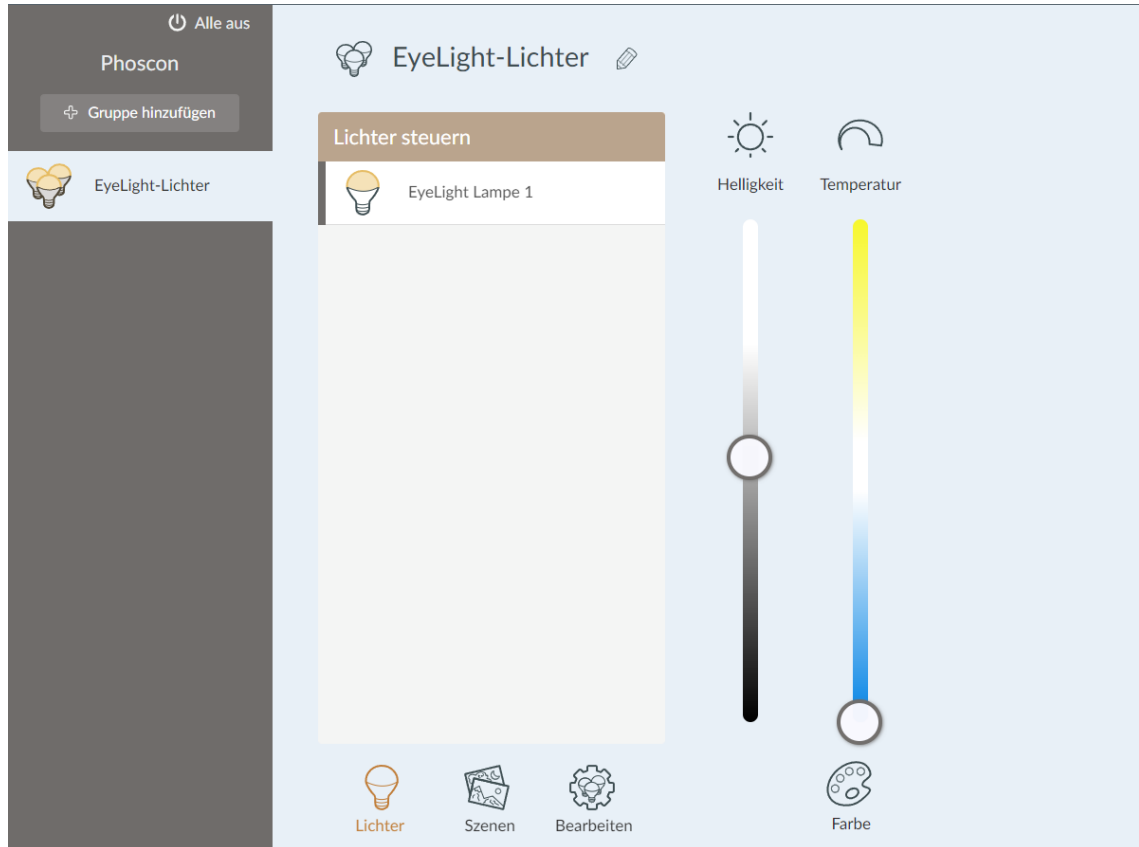 Alle aus
Phoscon
Gruppe hinzufügen
EyeLight-Lichter
EyeLight-Lichter
Lichter steuern
EyeLight Lampe 1
Helligkeit
Temperatur
Lichter
Szenen
Bearbeiten
Farbe